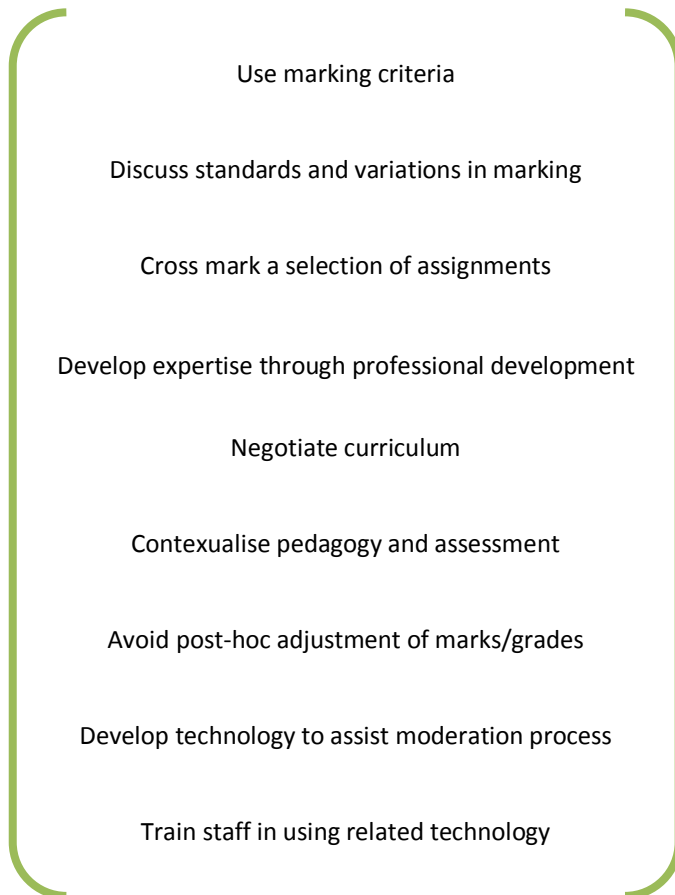 Use marking criteria
Discuss standards and variations in marking
Cross mark a selection of assignments
Develop expertise through professional development
Negotiate curriculum
Contexualise pedagogy and assessment
Avoid post-hoc adjustment of marks/grades
Develop technology to assist moderation process
Train staff in using related technology